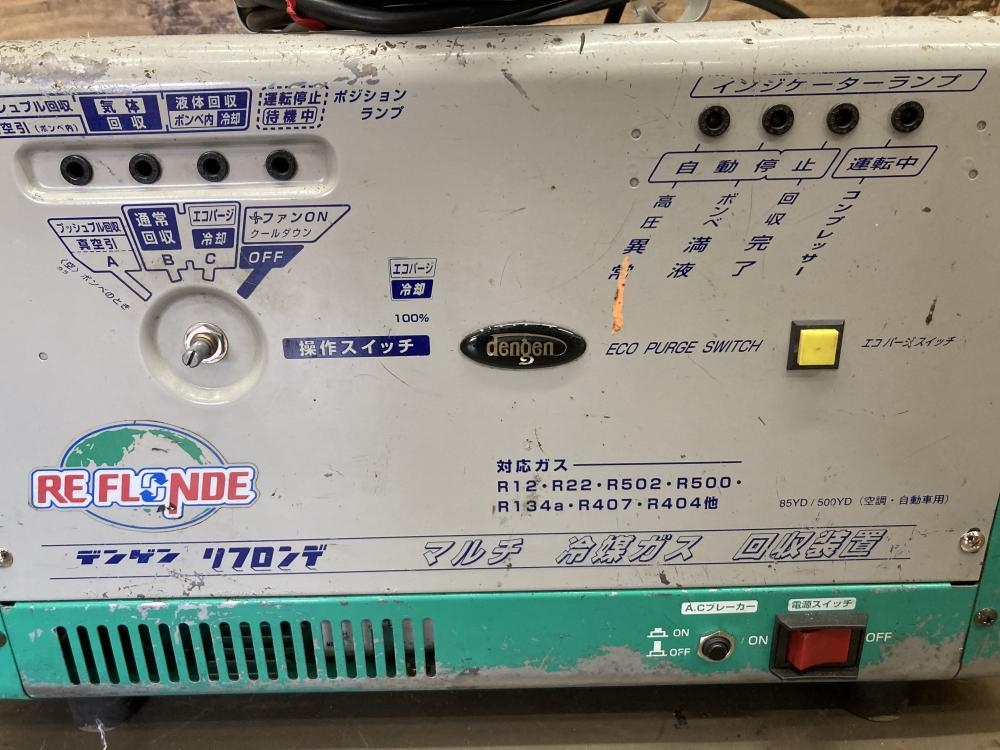 シュプル回収
空引(ボンベ内)
気体
回収
液体回収
ボンベ内 冷却
運転停止
待機中
ポジション
ランプ
インジケーターランプ
自動停止
運転中
高圧異常
ボンベ満液
回収完了
コンプレッサー
プッシュプル回収
真空引
A
通常
回収
B
エコパージ
冷却
C
ファンON
クールダウン
OFF
ボンベのとき
エコパージ
冷却
100%
操作スイッチ
dengen
ECO PURGE SWITCH
エコパージスイッチ
RE FLONDE
対応ガス
R12・R22・R502・R500・
R134a・R407・R404他
85YD/500YD(空調・自動車用)
デンゲン リフロンデ マルチ 冷媒ガス 回収装置
A.Cブレーカー
ON
OFF
電源スイッチ
ON
OFF